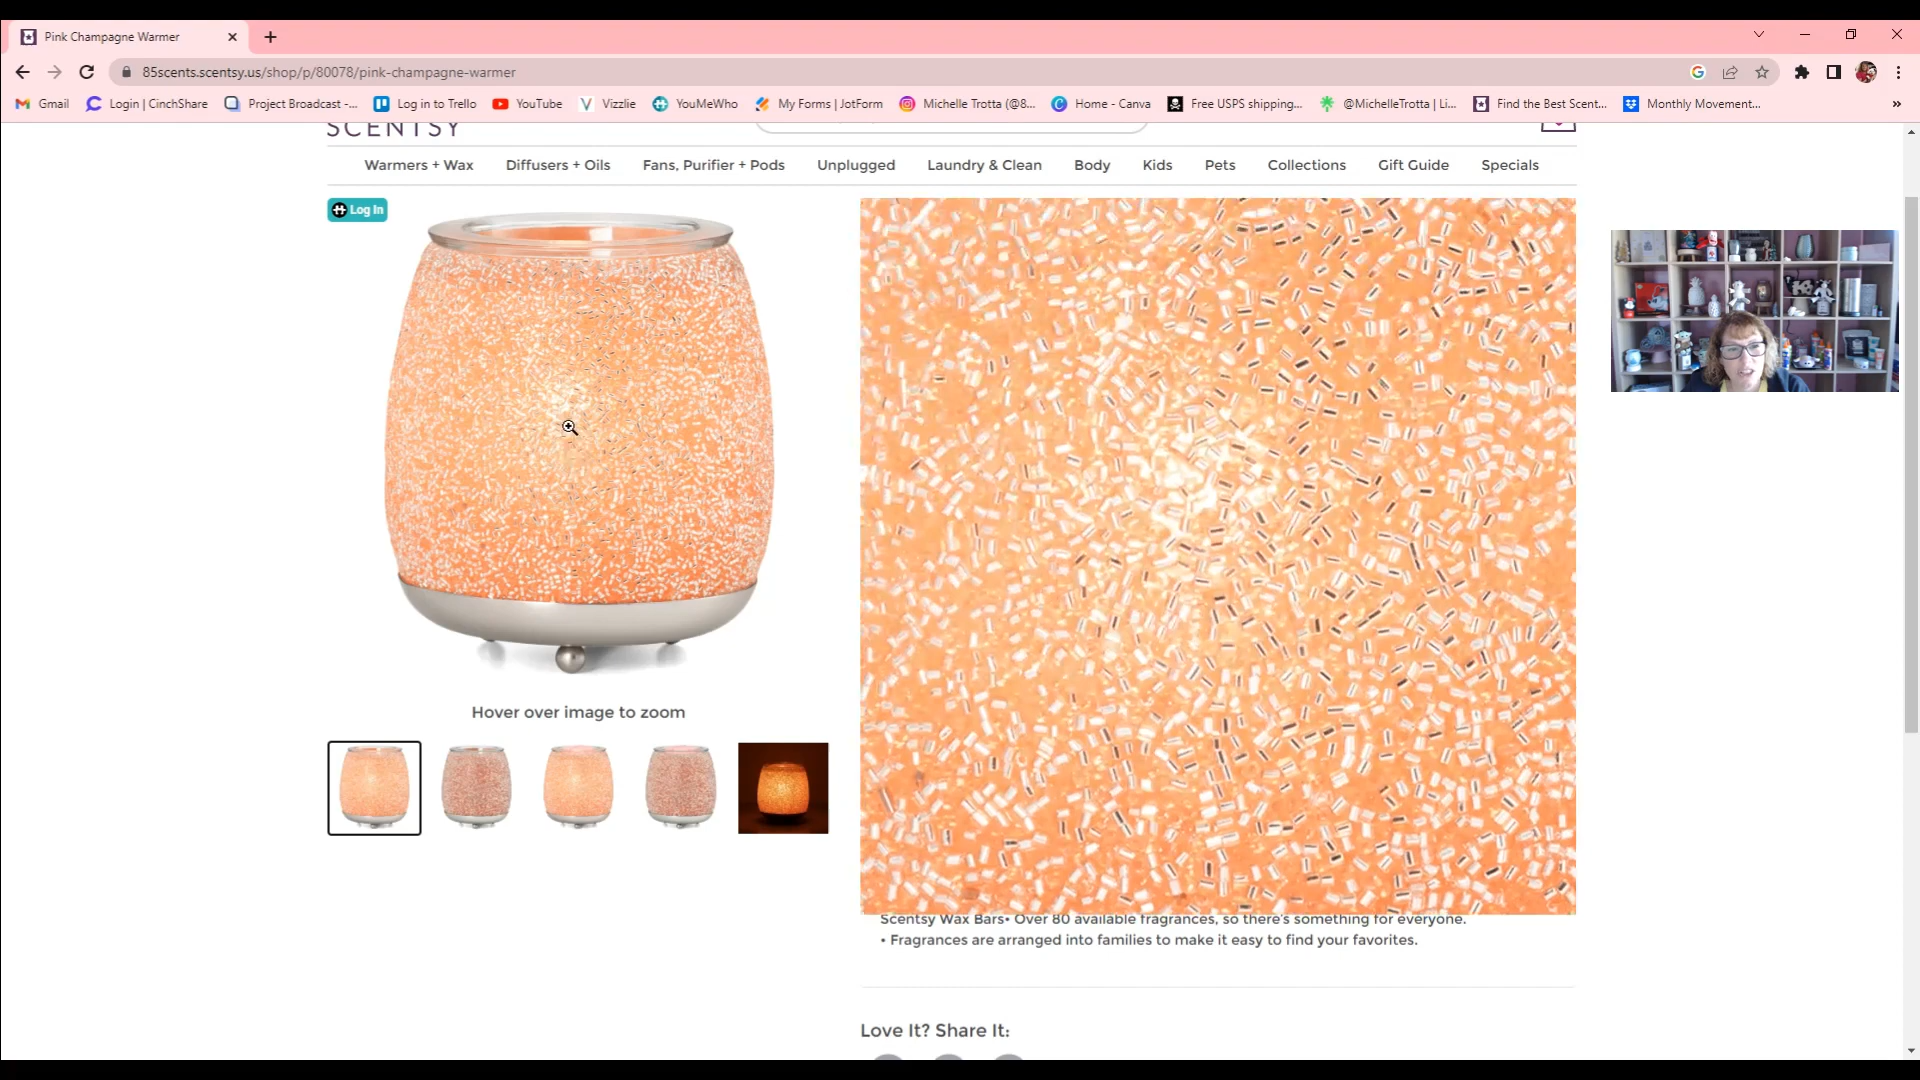 Pink Champagne Warmer
85scents.scentsy.us/shop/p/80078/pink-champagne-warmer
Gmail Login | CinchShare Project Broadcast -... Log in to Trello YouTube Vizzlie YouMeWho My Forms | JotForm Michelle Trotta (@8... Home - Canva Free USPS shipping... @MichelleTrotta | Li... Find the Best Scent... Monthly Movement...
SCENTSY
Warmers + Wax Diffusers + Oils Fans, Purifier + Pods Unplugged Laundry & Clean Body Kids Pets Collections Gift Guide Specials
Log In
Hover over image to zoom
Scentsy Wax Bars• Over 80 available fragrances, so there's something for everyone.
• Fragrances are arranged into families to make it easy to find your favorites.
Love It? Share It: